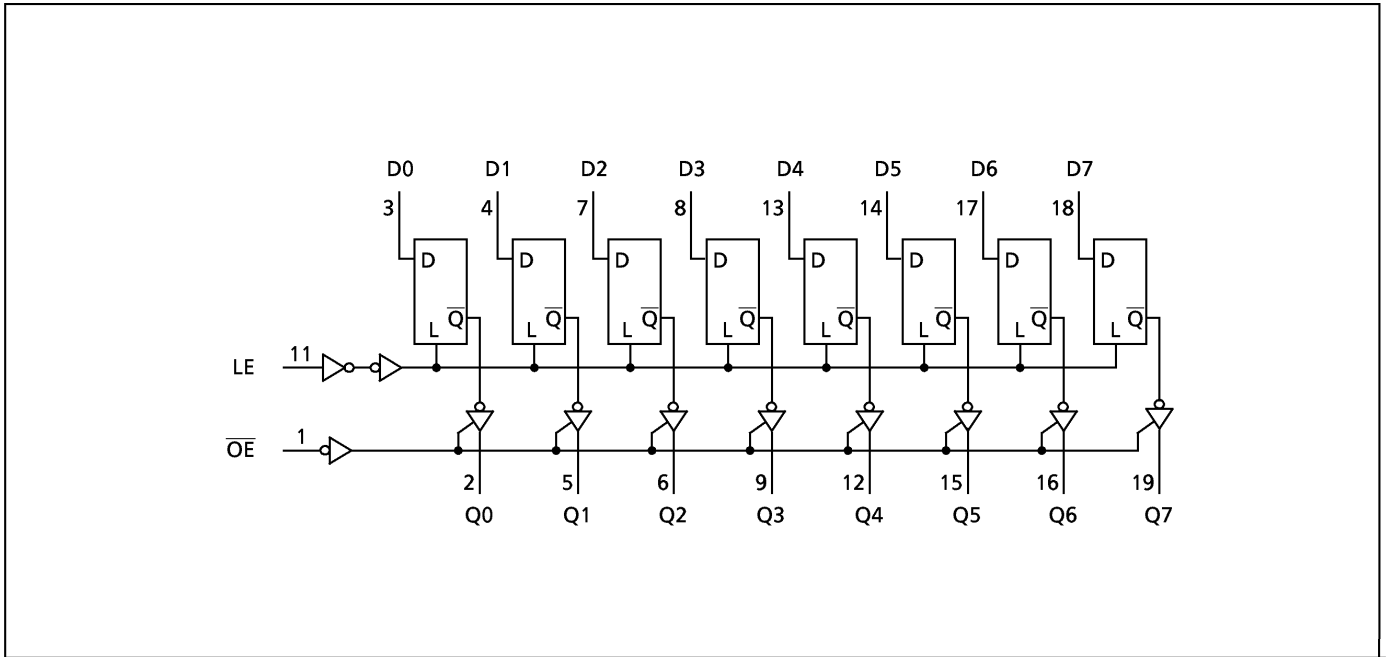 D0 D1 D2 D3 D4 D5 D6 D7
3 4 7 8 13 14 17 18
D D D D D D D D
Q̅ Q̅ Q̅ Q̅ Q̅ Q̅ Q̅ Q̅
L L L L L L L L
LE 11
O̅E̅ 1
2 5 6 9 12 15 16 19
Q0 Q1 Q2 Q3 Q4 Q5 Q6 Q7